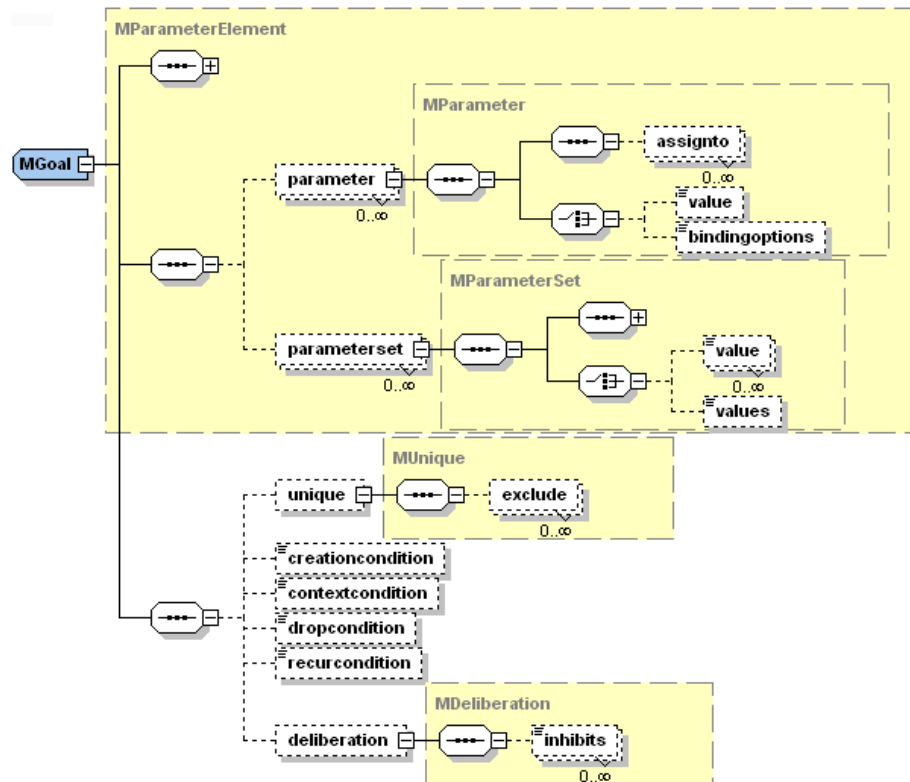 MParameterElement
MParameter
assignto
0..∞
MGoal
parameter
0..∞
value
bindingoptions
MParameterSet
parameterset
0..∞
value
0..∞
values
MUnique
unique
exclude
0..∞
creationcondition
contextcondition
dropcondition
recurcondition
MDeliberation
deliberation
inhibits
0..∞